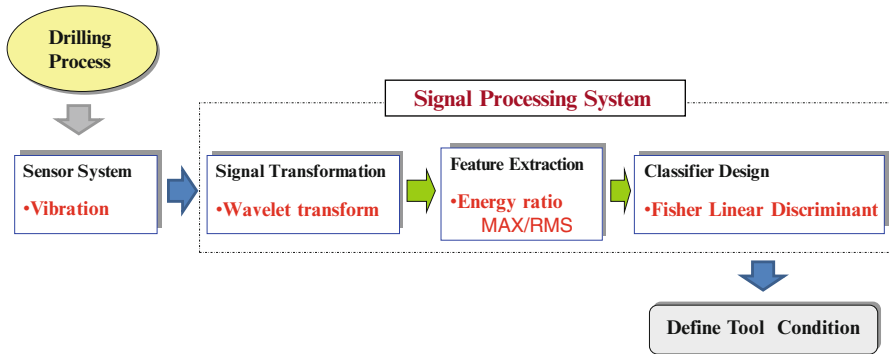 Drilling
Process
Signal Processing System
Sensor System
•Vibration
Signal Transformation
•Wavelet transform
Feature Extraction
•Energy ratio
MAX/RMS
Classifier Design
•Fisher Linear Discriminant
Define Tool Condition